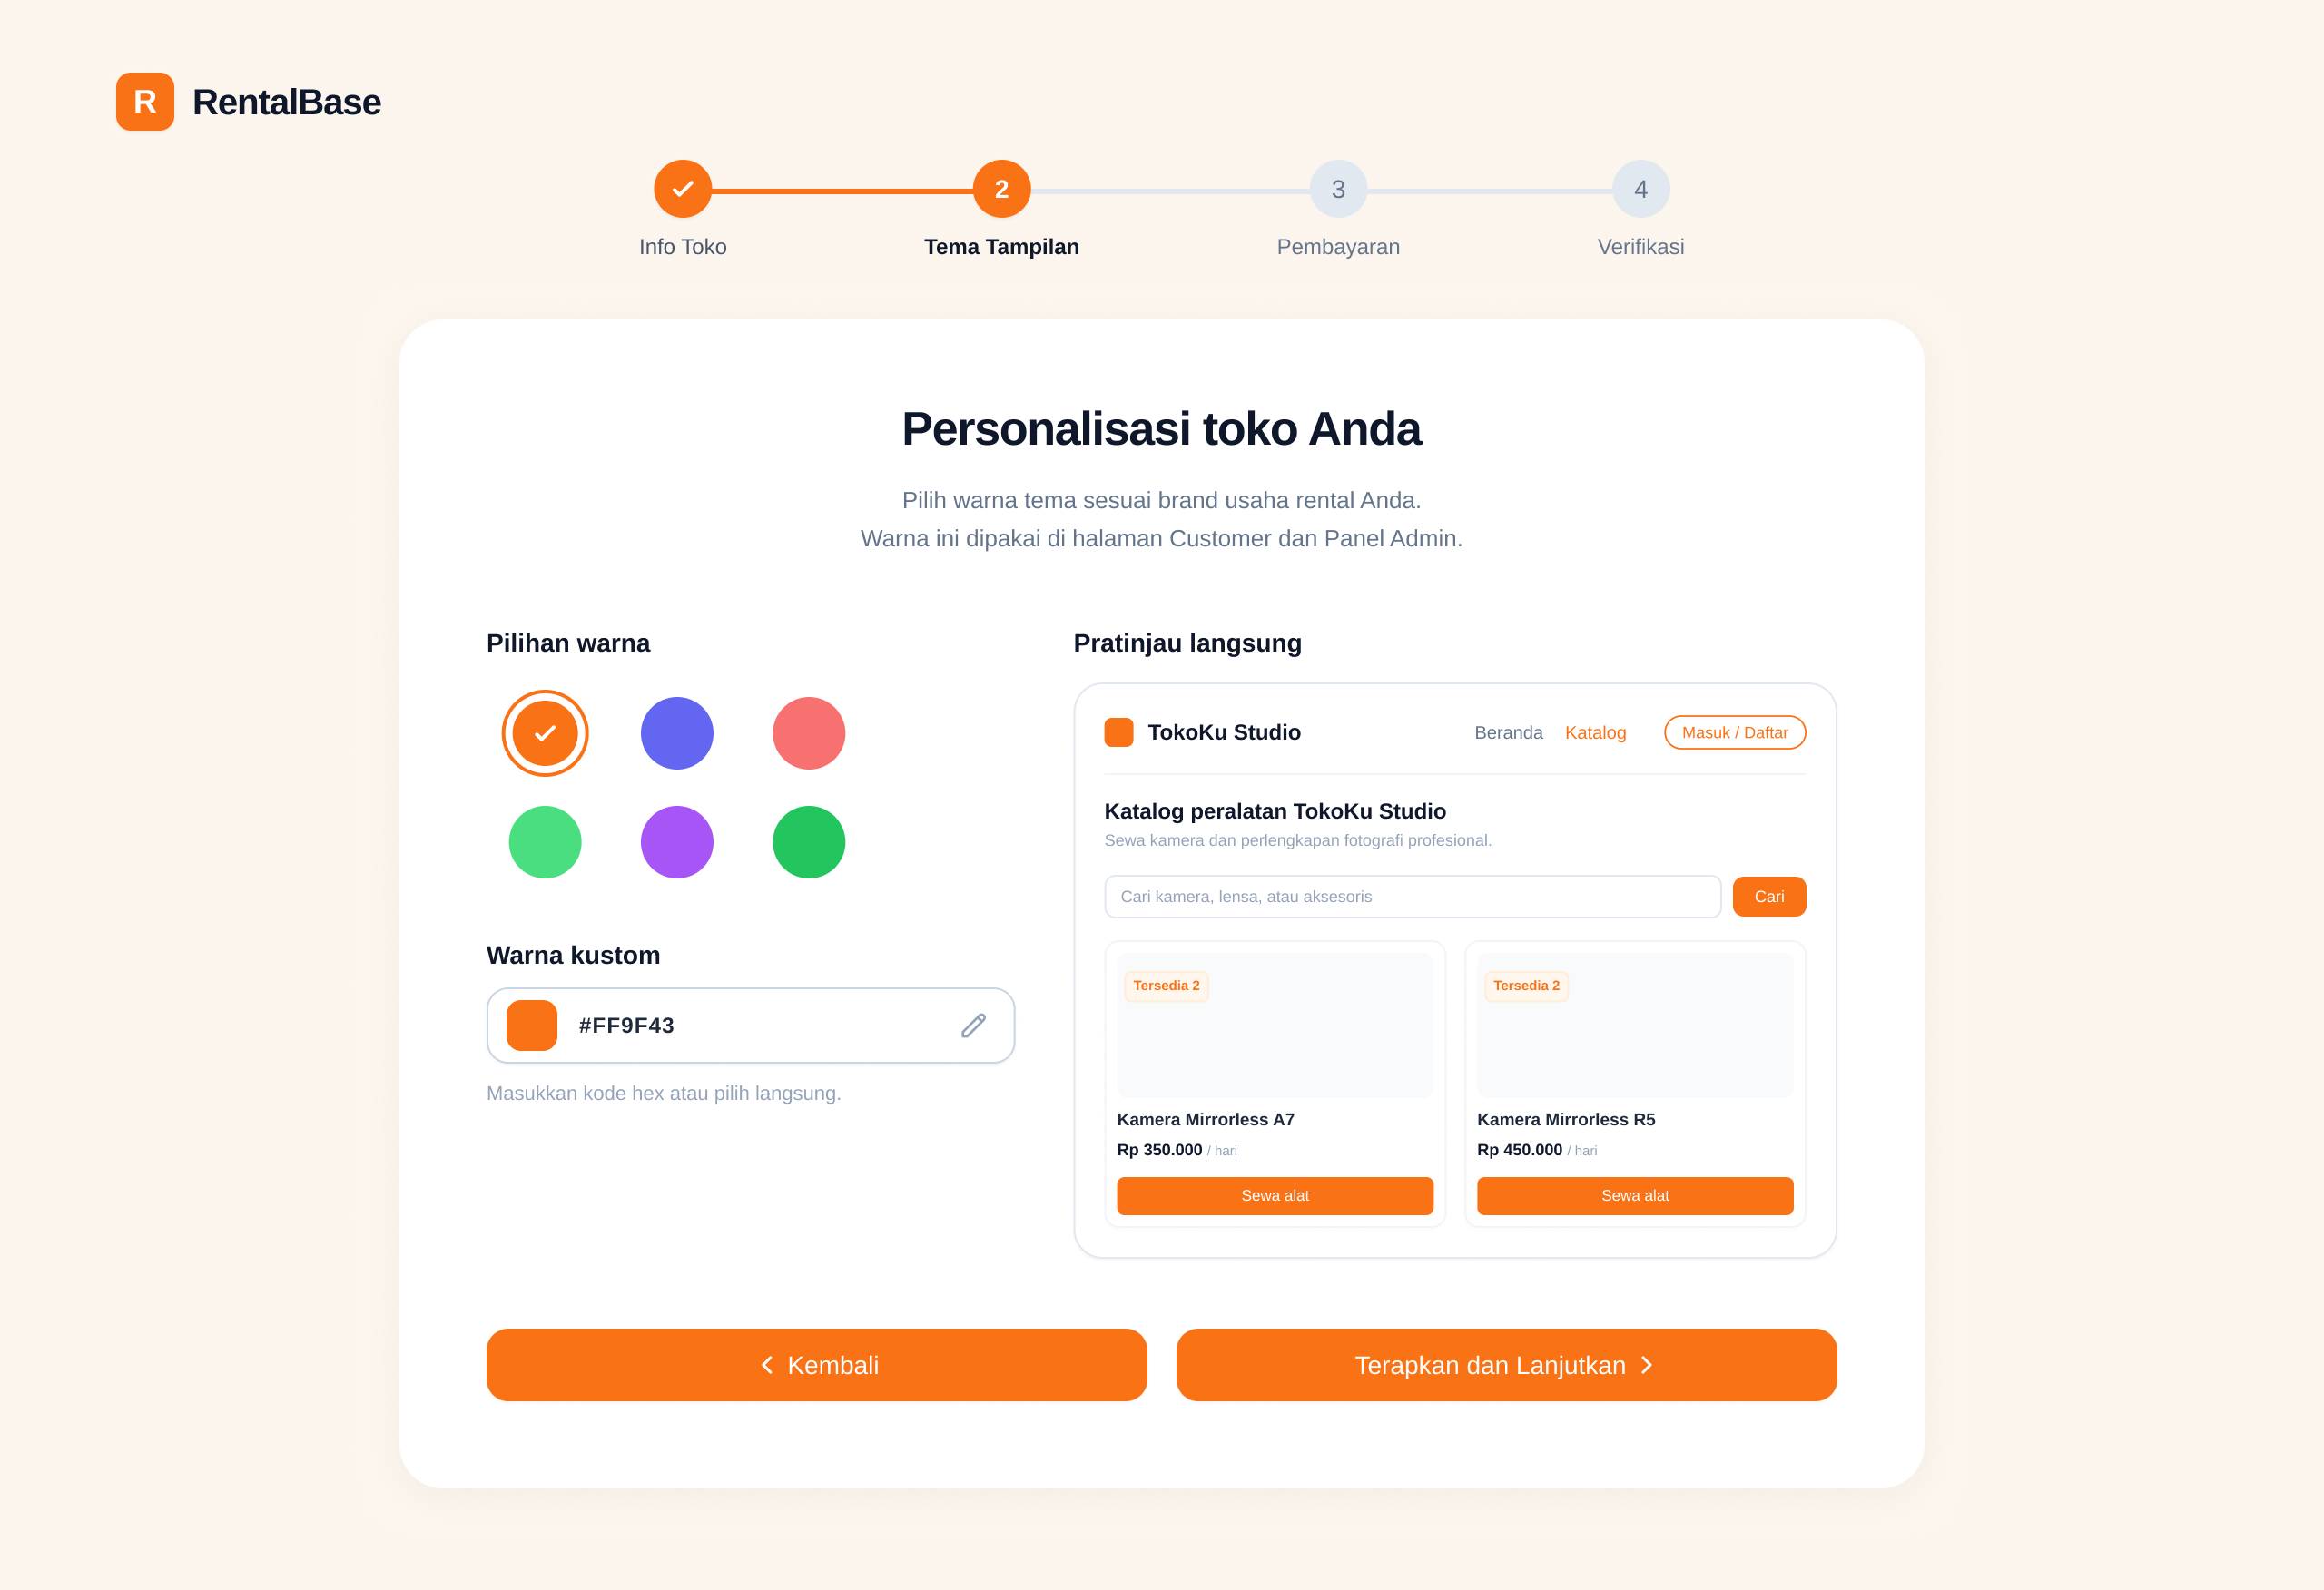 R RentalBase
2
3
4
Info Toko
Tema Tampilan
Pembayaran
Verifikasi
Personalisasi toko Anda
Pilih warna tema sesuai brand usaha rental Anda.
Warna ini dipakai di halaman Customer dan Panel Admin.
Pilihan warna
Warna kustom
#FF9F43
Masukkan kode hex atau pilih langsung.
Pratinjau langsung
TokoKu Studio
Beranda
Katalog
Masuk / Daftar
Katalog peralatan TokoKu Studio
Sewa kamera dan perlengkapan fotografi profesional.
Cari kamera, lensa, atau aksesoris
Cari
Tersedia 2
Kamera Mirrorless A7
Rp 350.000 / hari
Sewa alat
Tersedia 2
Kamera Mirrorless R5
Rp 450.000 / hari
Sewa alat
Kembali
Terapkan dan Lanjutkan